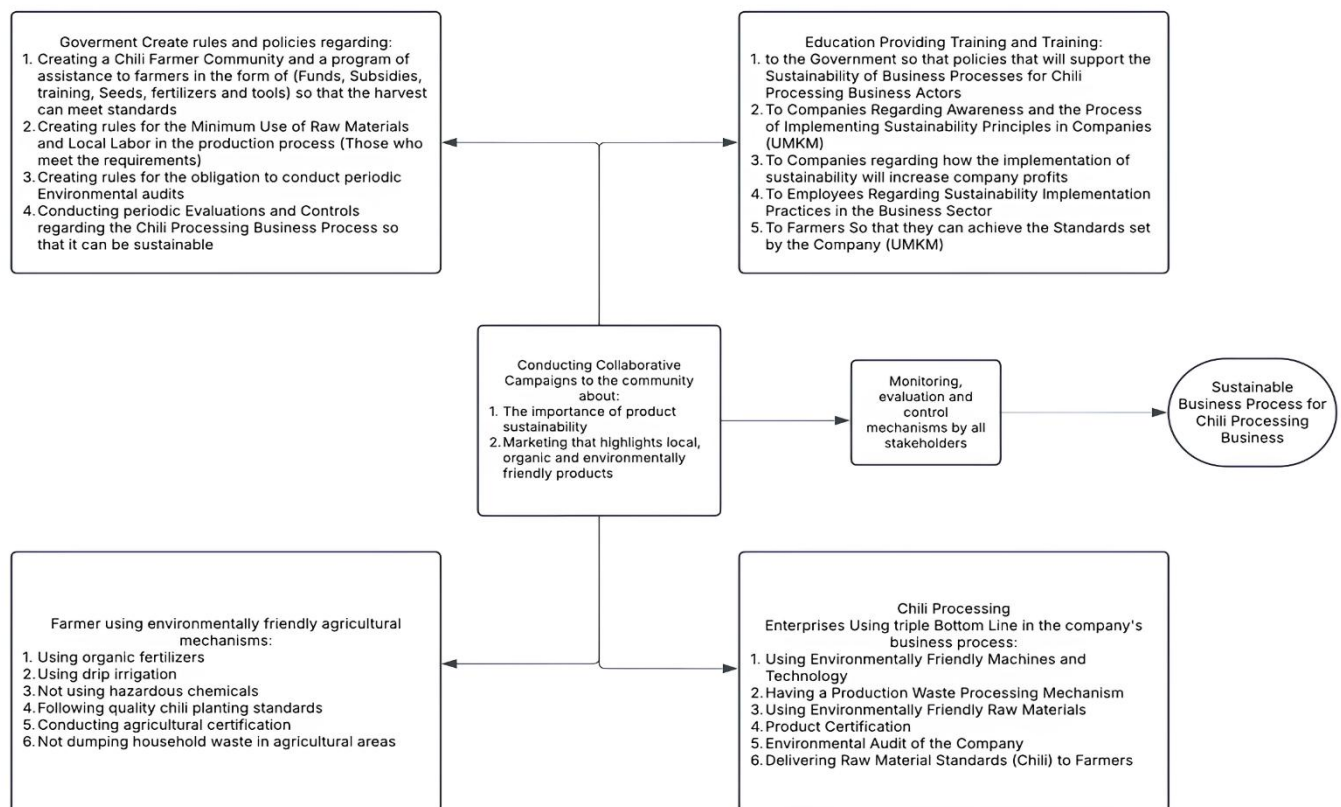 Goverment Create rules and policies regarding:
1. Creating a Chili Farmer Community and a program of
assistance to farmers in the form of (Funds, Subsidies,
training, Seeds, fertilizers and tools) so that the harvest
can meet standards
2. Creating rules for the Minimum Use of Raw Materials
and Local Labor in the production process (Those who
meet the requirements)
3. Creating rules for the obligation to conduct periodic
Environmental audits
4. Conducting periodic Evaluations and Controls
regarding the Chili Processing Business Process so
that it can be sustainable
Education Providing Training and Training:
1. to the Government so that policies that will support the
Sustainability of Business Processes for Chili
Processing Business Actors
2. To Companies Regarding Awareness and the Process
of Implementing Sustainability Principles in Companies
(UMKM)
3. To Companies regarding how the implementation of
sustainability will increase company profits
4. To Employees Regarding Sustainability Implementation
Practices in the Business Sector
5. To Farmers So that they can achieve the Standards set
by the Company (UMKM)
Conducting Collaborative
Campaigns to the community
about:
1. The importance of product
sustainability
2. Marketing that highlights local,
organic and environmentally
friendly products
Monitoring,
evaluation and
control
mechanisms by all
stakeholders
Sustainable
Business Process for
Chili Processing
Business
Farmer using environmentally friendly agricultural
mechanisms:
1. Using organic fertilizers
2. Using drip irrigation
3. Not using hazardous chemicals
4. Following quality chili planting standards
5. Conducting agricultural certification
6. Not dumping household waste in agricultural areas
Chili Processing
Enterprises Using triple Bottom Line in the company's
business process:
1. Using Environmentally Friendly Machines and
Technology
2. Having a Production Waste Processing Mechanism
3. Using Environmentally Friendly Raw Materials
4. Product Certification
5. Environmental Audit of the Company
6. Delivering Raw Material Standards (Chili) to Farmers